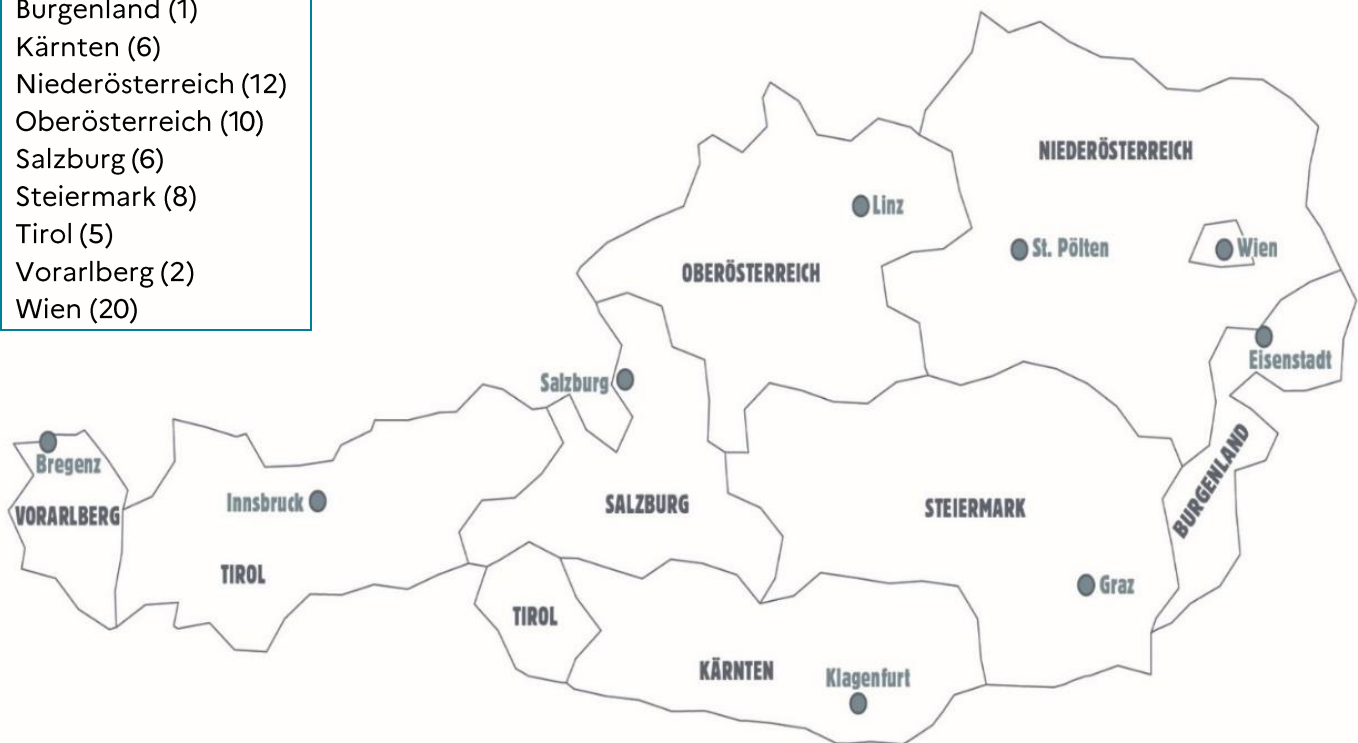 Burgenland (1)
Kärnten (6)
Niederösterreich (12)
Oberösterreich (10)
Salzburg (6)
Steiermark (8)
Tirol (5)
Vorarlberg (2)
Wien (20)
NIEDERÖSTERREICH
Linz
St. Pölten
Wien
OBERÖSTERREICH
Eisenstadt
Salzburg
BURGENLAND
Bregenz
Innsbruck
SALZBURG
STEIERMARK
VORARLBERG
TIROL
Graz
TIROL
KÄRNTEN
Klagenfurt